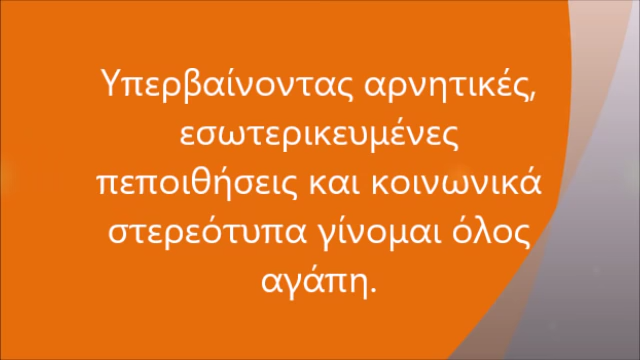 Υπερβαίνοντας αρνητικές,
εσωτερικευμένες
πεποιθήσεις και κοινωνικά
στερεότυπα γίνομαι όλος
αγάπη.